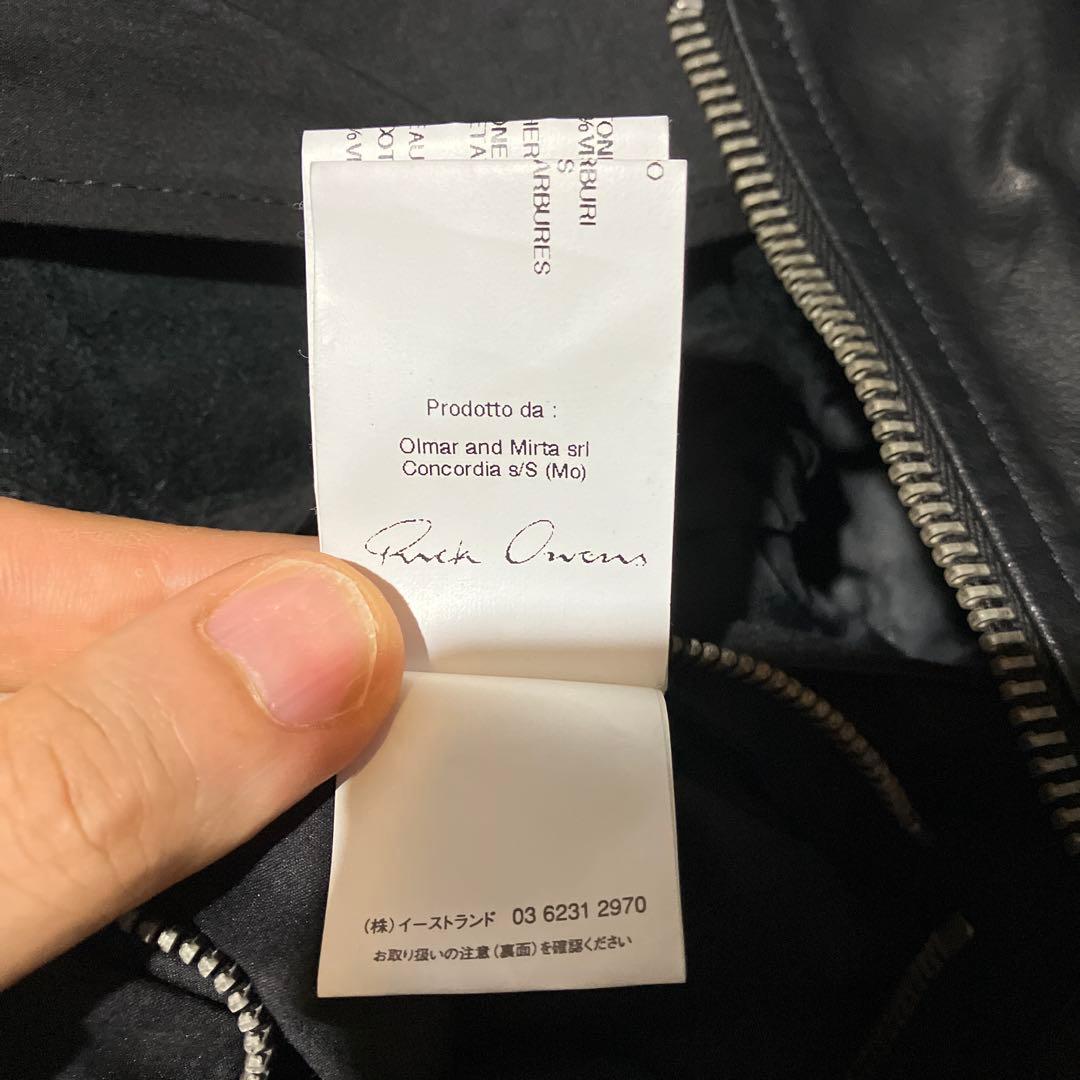 ARBURES
Prodotto da :
Olmar and Mirta srl
Concordia s/S (Mo)
Rick Owens
(株)イーストランド 03 6231 2970
お取り扱いの注意(裏面)を確認ください